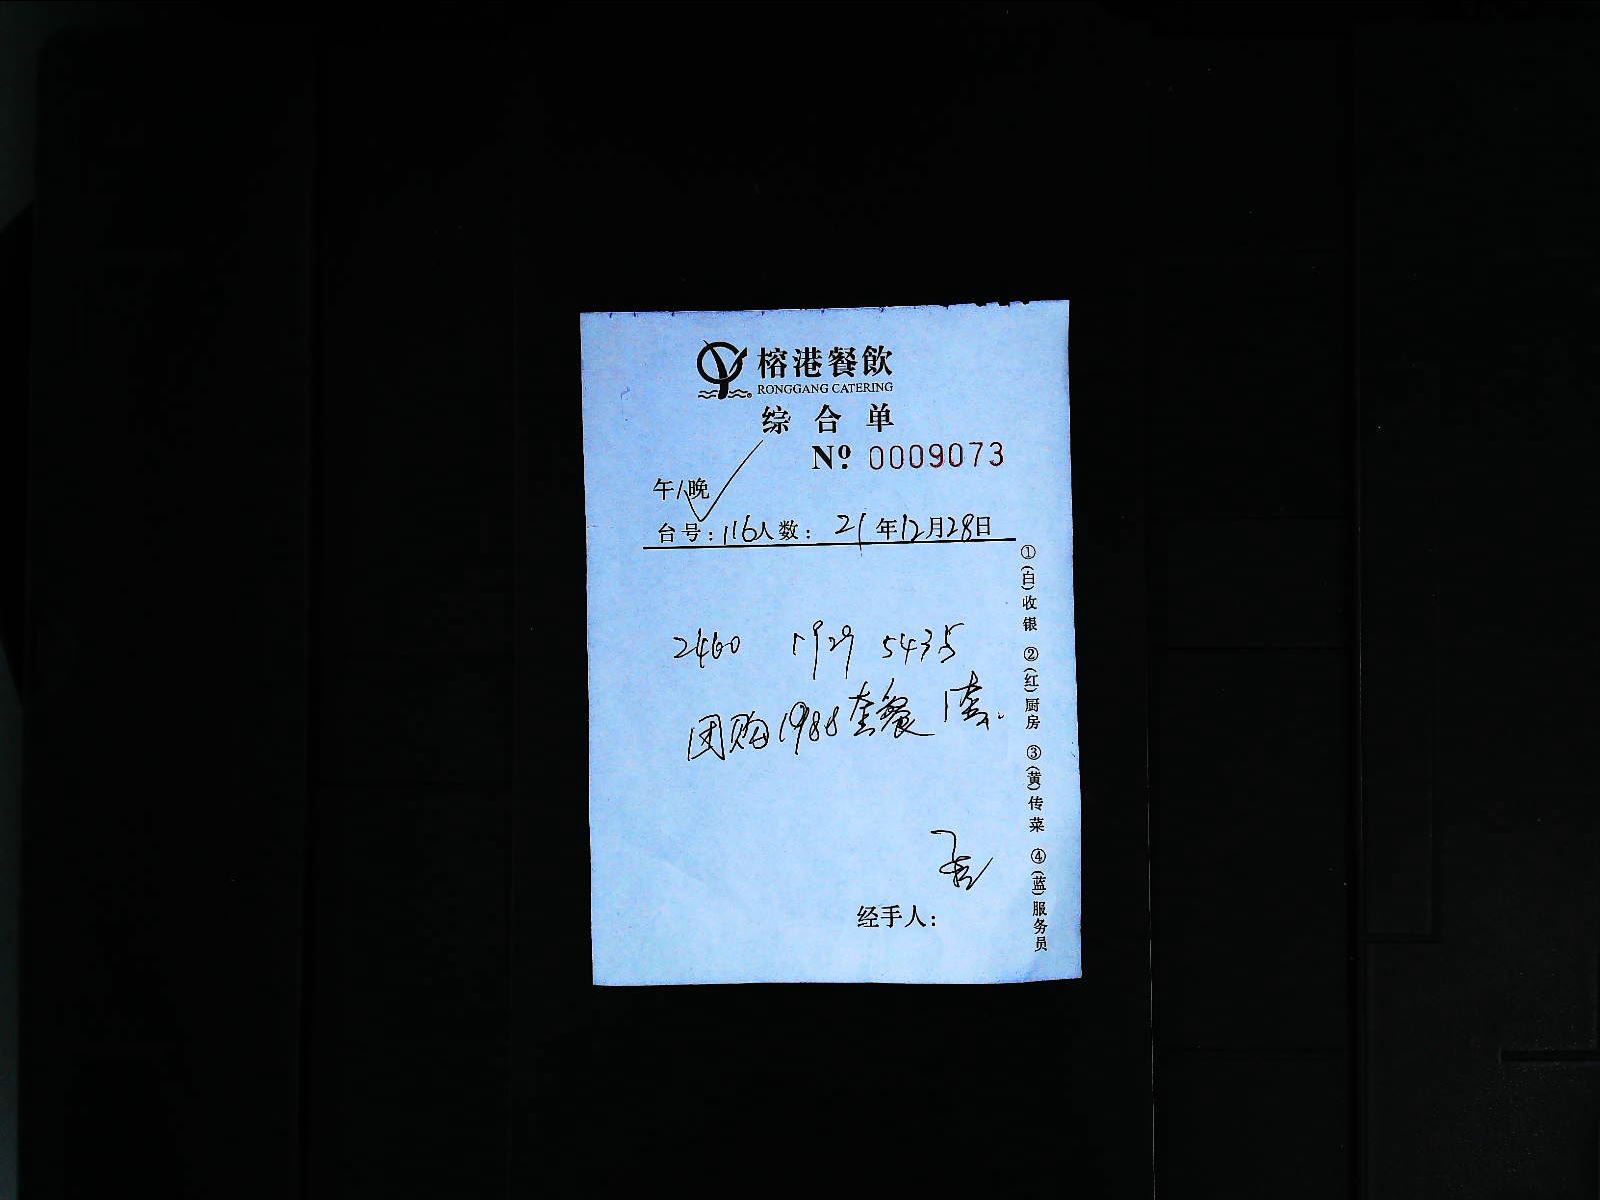 榕港餐飲
RONGGANG CATERING
综合单
Nº 0009073
午/晚
台号：116人数： 21年12月28日
2460 1929 5435
团购1988套餐 1套.
经手人：
①(白)收银 ②(红)厨房 ③(黄)传菜 ④(蓝)服务员